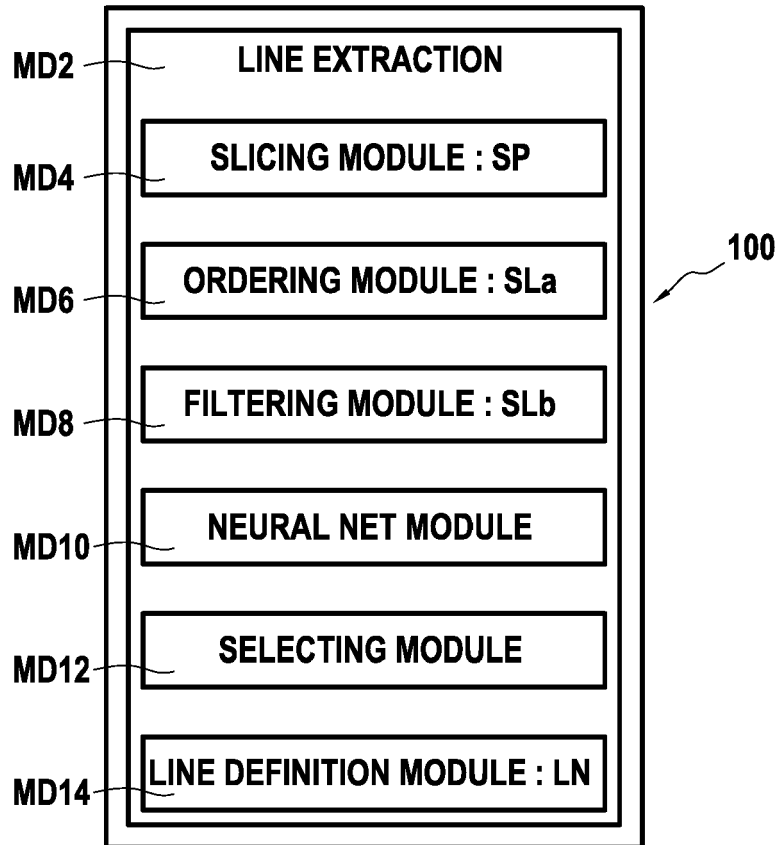 MD2 LINE EXTRACTION
MD4 SLICING MODULE : SP
100
MD6 ORDERING MODULE : SLa
MD8 FILTERING MODULE : SLb
MD10 NEURAL NET MODULE
MD12 SELECTING MODULE
MD14 LINE DEFINITION MODULE : LN